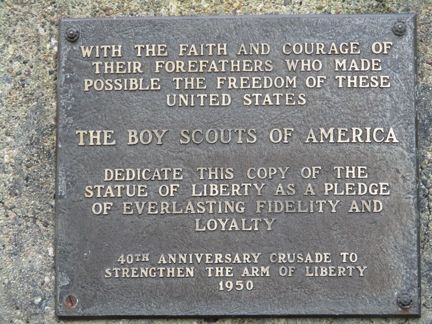 WITH THE FAITH AND COURAGE OF
THEIR FOREFATHERS WHO MADE
POSSIBLE THE FREEDOM OF THESE
UNITED STATES
THE BOY SCOUTS OF AMERICA
DEDICATE THIS COPY OF THE
STATUE OF LIBERTY AS A PLEDGE
OF EVERLASTING FIDELITY AND
LOYALTY
40TH ANNIVERSARY CRUSADE TO
STRENGTHEN THE ARM OF LIBERTY
1950